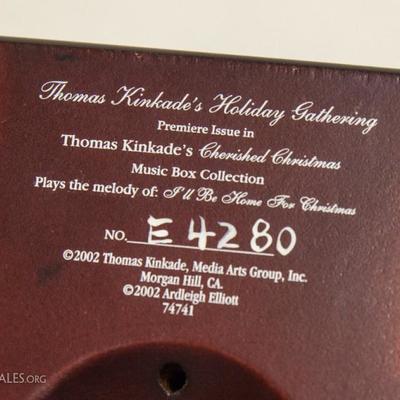 Thomas Kinkade's Holiday Gathering
Premiere Issue in
Thomas Kinkade's Cherished Christmas
Music Box Collection
Plays the melody of: I'll Be Home For Christmas
NO. E4280
©2002 Thomas Kinkade, Media Arts Group, Inc.
Morgan Hill, CA.
©2002 Ardleigh Elliott
74741
ALES.ORG